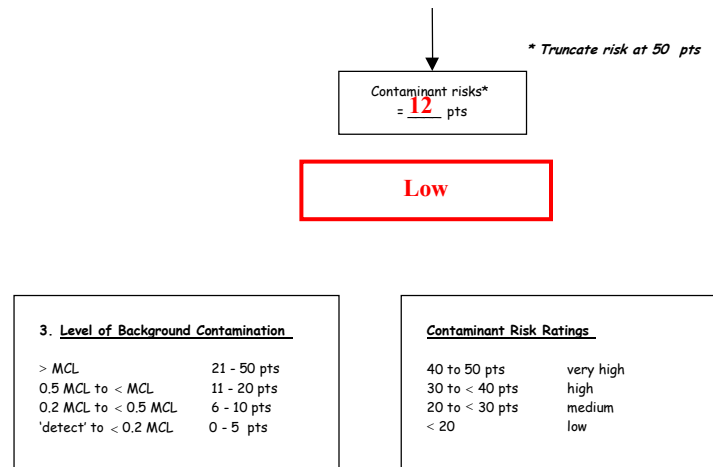 * Truncate risk at 50 pts
Contaminant risks*
= 12 pts
Low
3. Level of Background Contamination
> MCL 21 - 50 pts
0.5 MCL to < MCL 11 - 20 pts
0.2 MCL to < 0.5 MCL 6 - 10 pts
'detect' to < 0.2 MCL 0 - 5 pts
Contaminant Risk Ratings
40 to 50 pts very high
30 to < 40 pts high
20 to < 30 pts medium
< 20 low